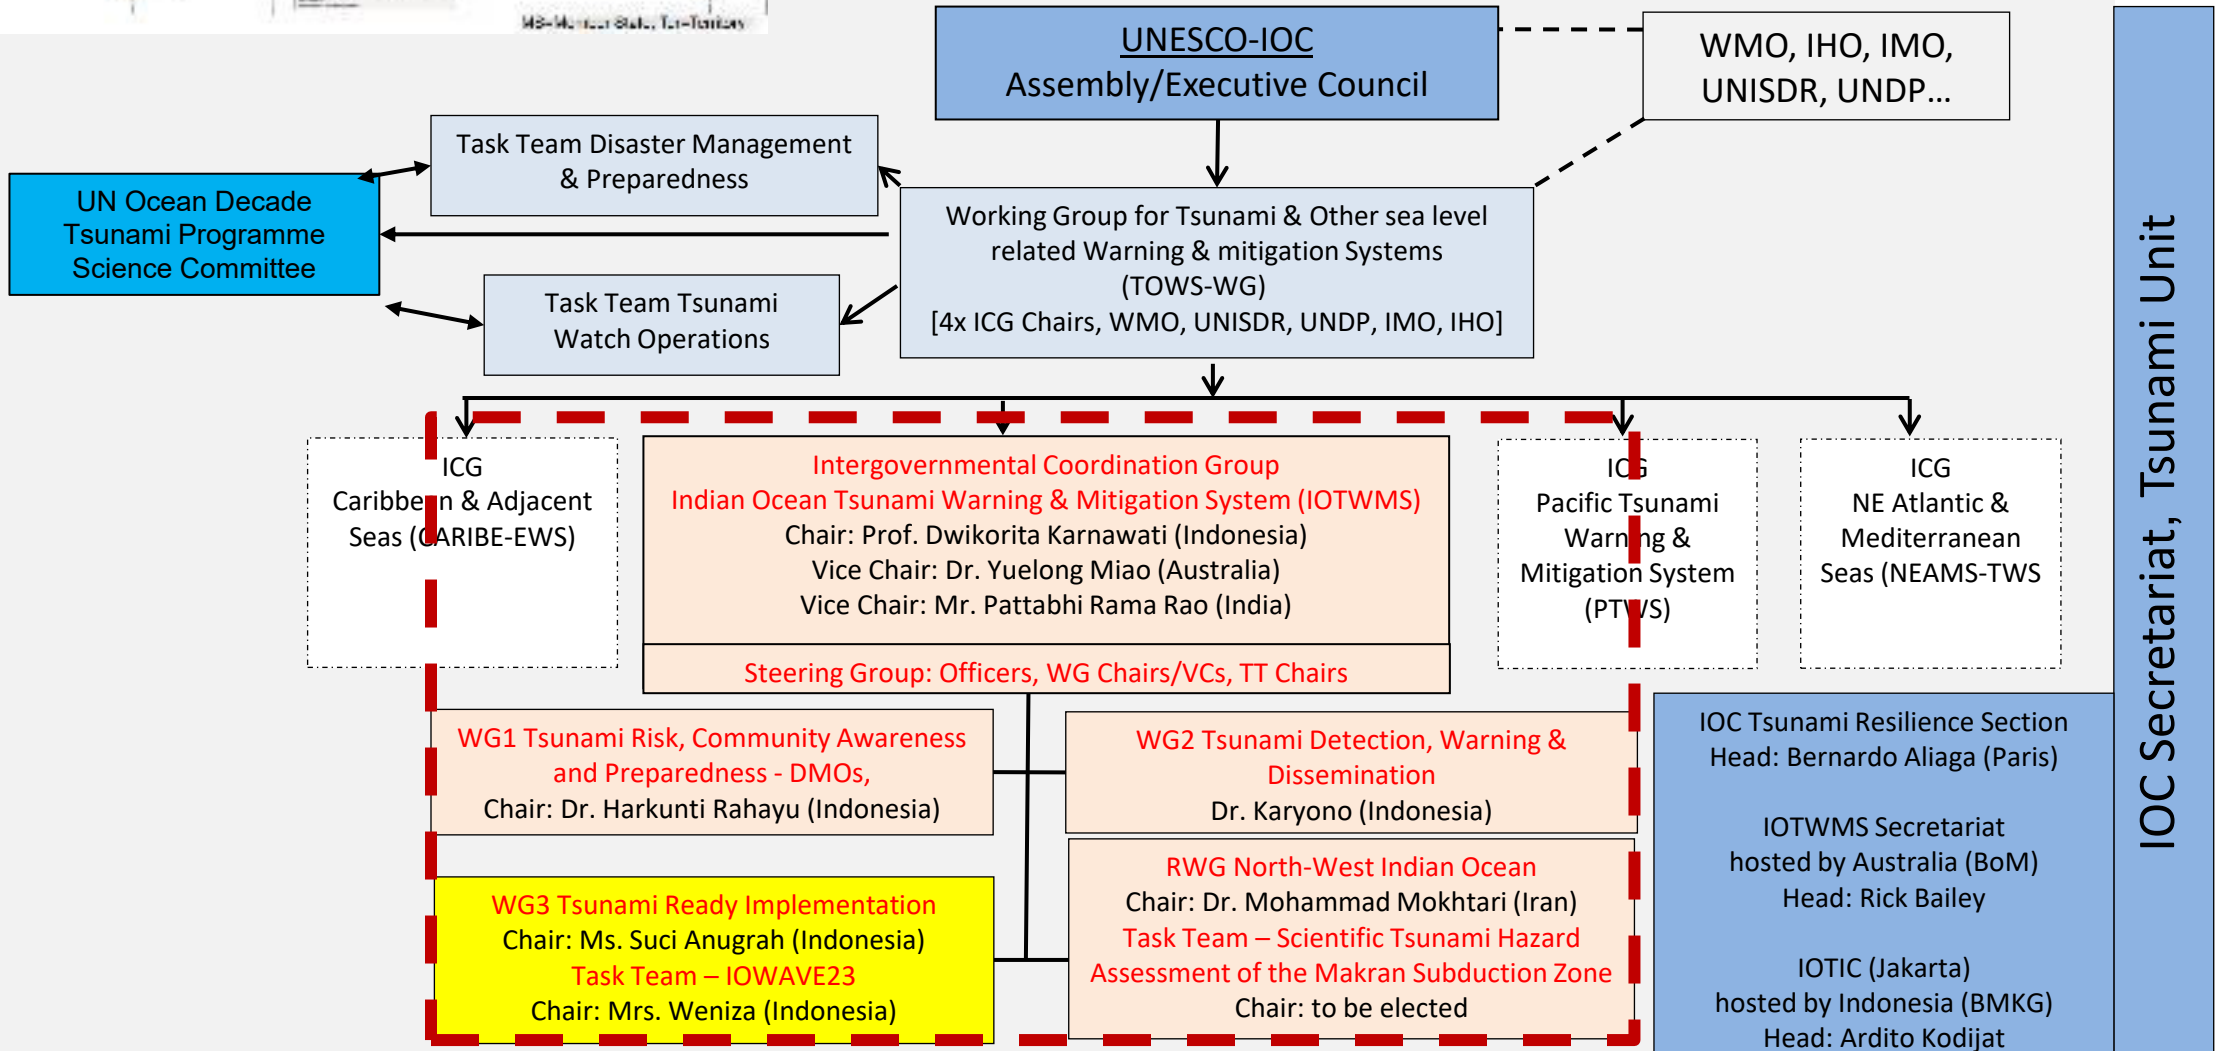 MS=Member State, Ter=Territory
UNESCO-IOC
Assembly/Executive Council
WMO, IHO, IMO,
UNISDR, UNDP...
Task Team Disaster Management
& Preparedness
UN Ocean Decade
Tsunami Programme
Science Committee
Working Group for Tsunami & Other sea level
related Warning & mitigation Systems
(TOWS-WG)
[4x ICG Chairs, WMO, UNISDR, UNDP, IMO, IHO]
Task Team Tsunami
Watch Operations
ICG
Caribbean & Adjacent
Seas (CARIBE-EWS)
Intergovernmental Coordination Group
Indian Ocean Tsunami Warning & Mitigation System (IOTWMS)
Chair: Prof. Dwikorita Karnawati (Indonesia)
Vice Chair: Dr. Yuelong Miao (Australia)
Vice Chair: Mr. Pattabhi Rama Rao (India)
Steering Group: Officers, WG Chairs/VCs, TT Chairs
ICG
Pacific Tsunami
Warning &
Mitigation System
(PTWS)
ICG
NE Atlantic &
Mediterranean
Seas (NEAMS-TWS
WG1 Tsunami Risk, Community Awareness
and Preparedness - DMOs,
Chair: Dr. Harkunti Rahayu (Indonesia)
WG2 Tsunami Detection, Warning &
Dissemination
Dr. Karyono (Indonesia)
WG3 Tsunami Ready Implementation
Chair: Ms. Suci Anugrah (Indonesia)
Task Team – IOWAVE23
Chair: Mrs. Weniza (Indonesia)
RWG North-West Indian Ocean
Chair: Dr. Mohammad Mokhtari (Iran)
Task Team – Scientific Tsunami Hazard
Assessment of the Makran Subduction Zone
Chair: to be elected
IOC Tsunami Resilience Section
Head: Bernardo Aliaga (Paris)
IOTWMS Secretariat
hosted by Australia (BoM)
Head: Rick Bailey
IOTIC (Jakarta)
hosted by Indonesia (BMKG)
Head: Ardito Kodijat
IOC Secretariat, Tsunami Unit